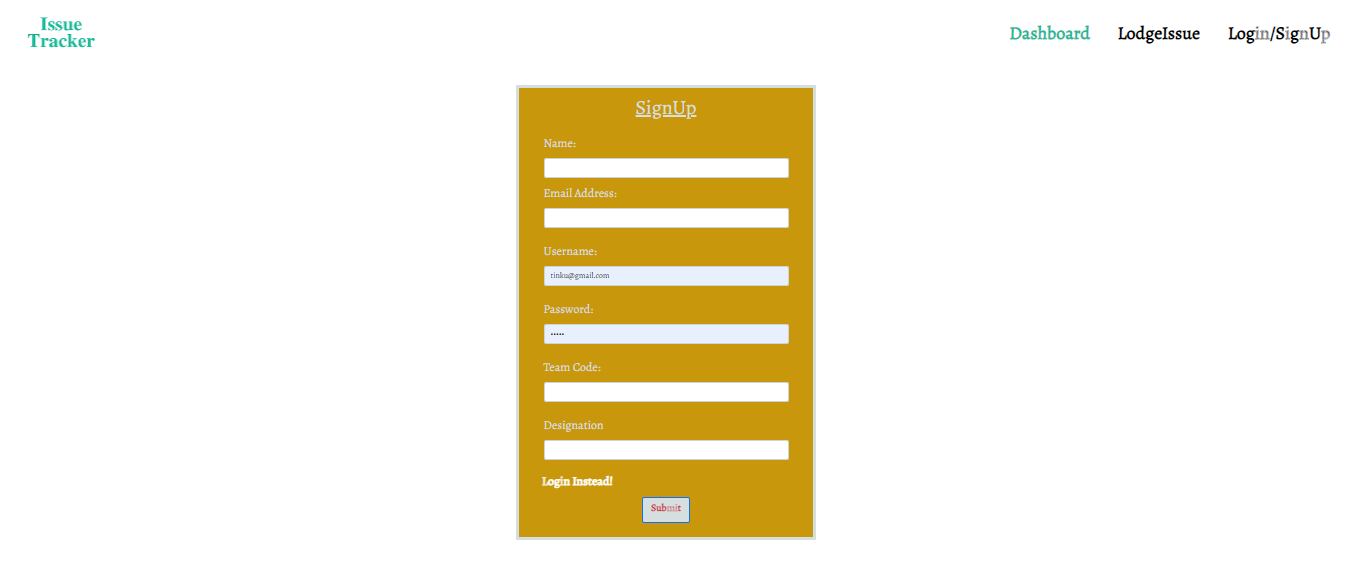 Issue
Tracker
Dashboard LodgeIssue Login/SignUp
SignUp
Name:
Email Address:
Username:
tinku@gmail.com
Password:
•••••
Team Code:
Designation
Login Instead!
Submit